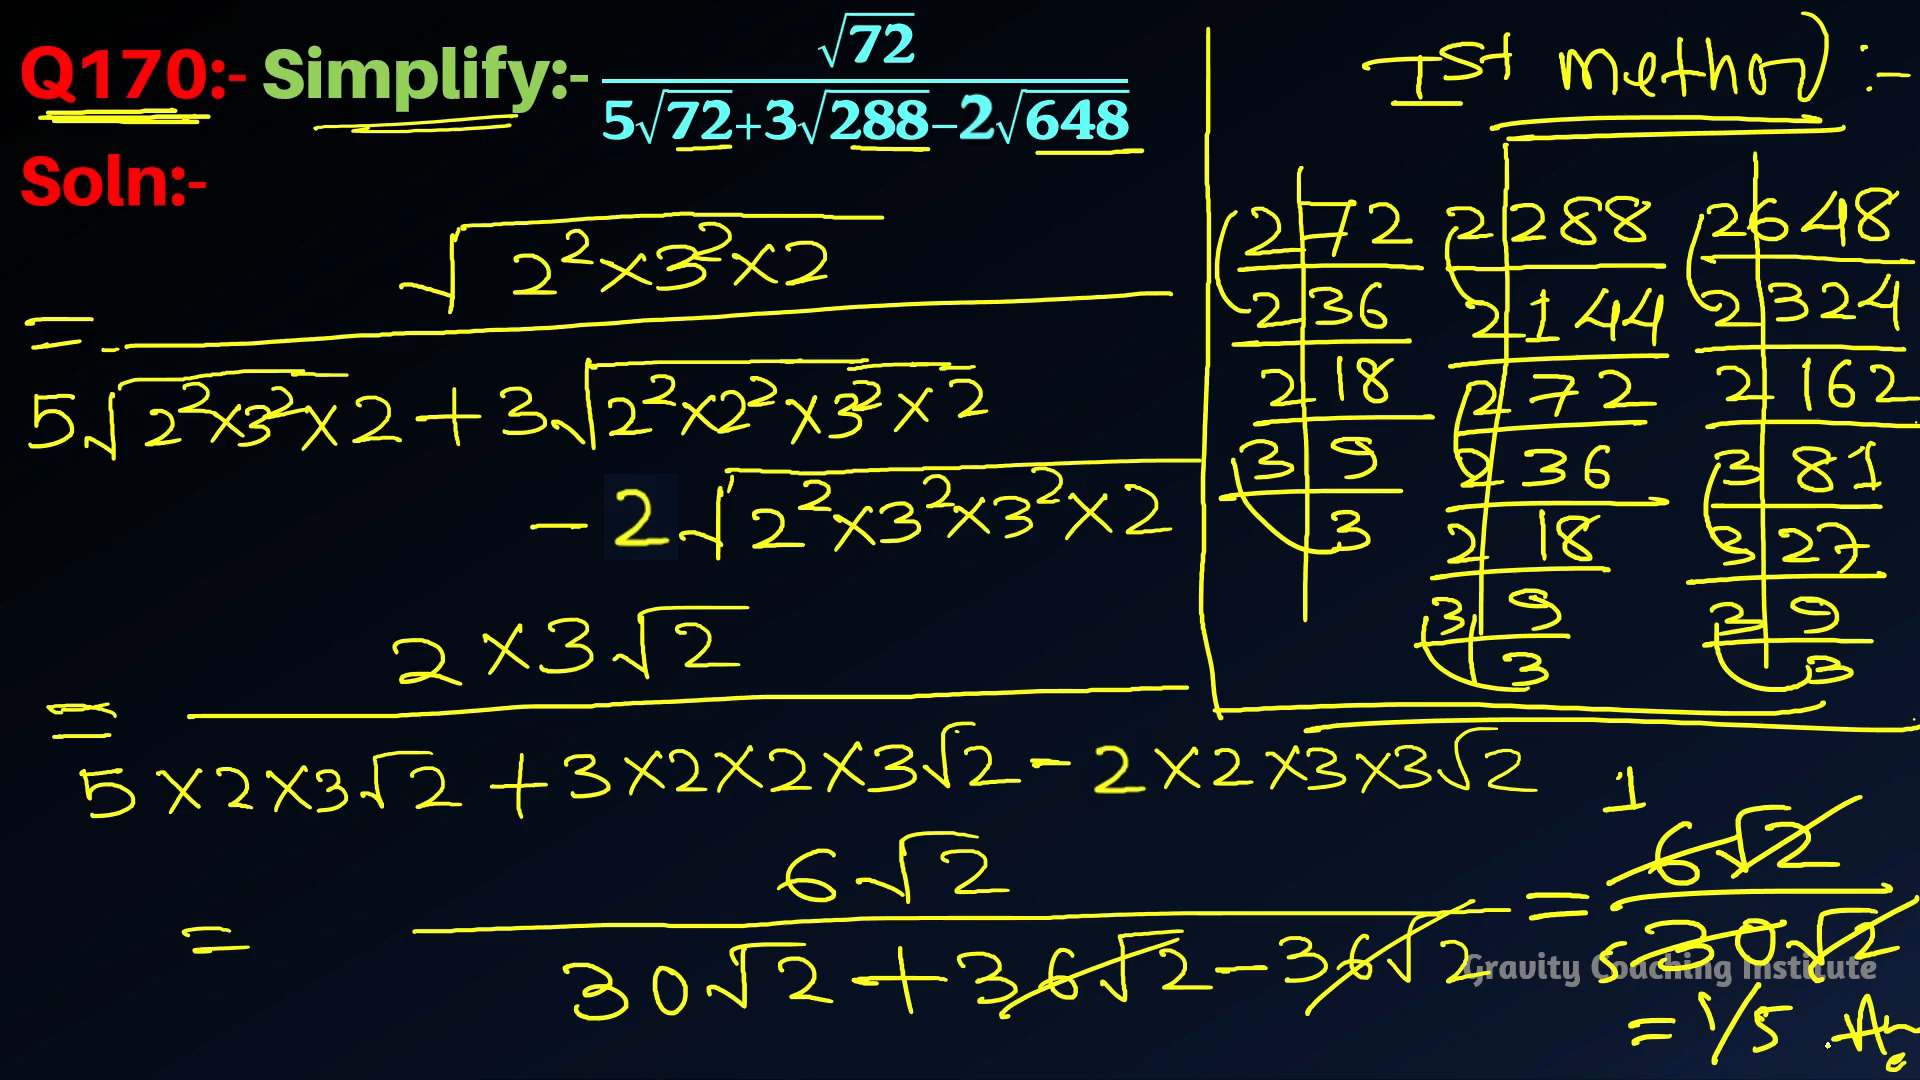 Q170:- Simplify:- √72 / 5√72+3√288−2√648
Soln:-
= √2²×3²×2 / 5√2²×3²×2 + 3√2²×2²×3²×2
− 2√2²×3²×3²×2
= 2×3√2 / 5×2×3√2 + 3×2×2×3√2 − 2×2×3×3√2
= 6√2 / 30√2 + 36√2 − 36√2 = 1 6√2 / 5 30√2
= 1/5 An
Ist method :-
2 72
2 36
2 18
3 9
3
2 288
2 144
2 72
2 36
2 18
3 9
3
2 648
2 324
2 162
3 81
3 27
3 9
3
Gravity Coaching Institute